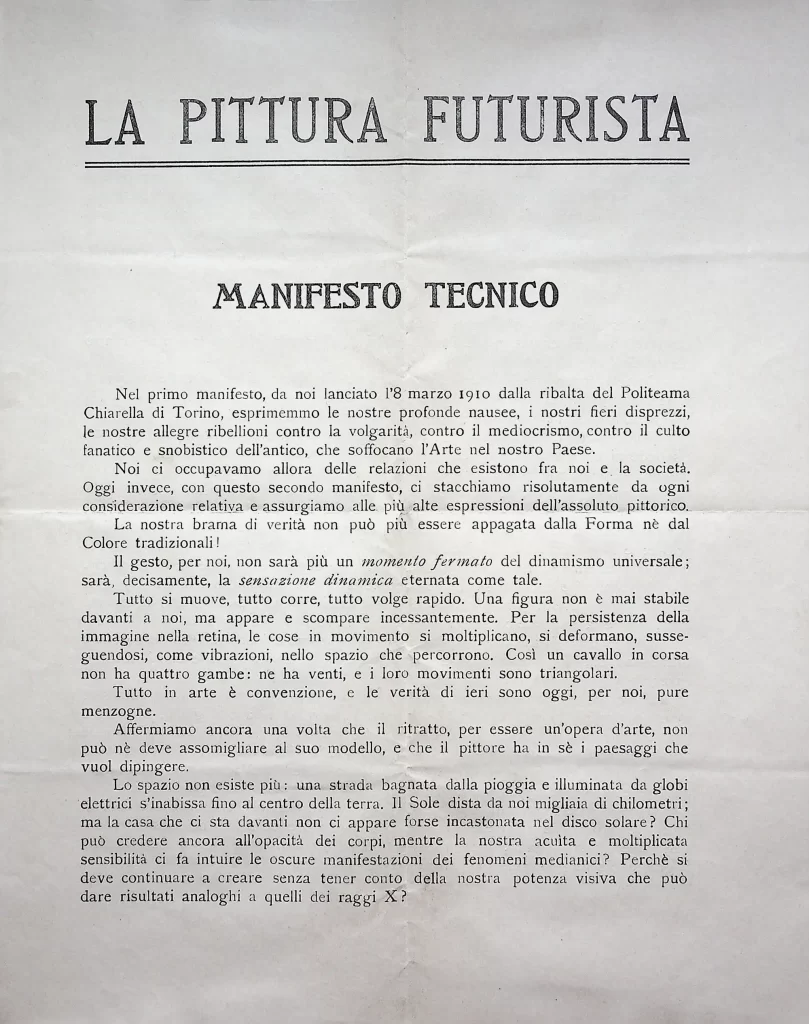 LA PITTURA FUTURISTA
MANIFESTO TECNICO
Nel primo manifesto, da noi lanciato l'8 marzo 1910 dalla ribalta del Politeama
Chiarella di Torino, esprimemmo le nostre profonde nausee, i nostri fieri disprezzi,
le nostre allegre ribellioni contro la volgarità, contro il mediocrismo, contro il culto
fanatico e snobistico dell'antico, che soffocano l'Arte nel nostro Paese.
Noi ci occupavamo allora delle relazioni che esistono fra noi e la società.
Oggi invece, con questo secondo manifesto, ci stacchiamo risolutamente da ogni
considerazione relativa e assurgiamo alle più alte espressioni dell'assoluto pittorico.
La nostra brama di verità non può più essere appagata dalla Forma nè dal
Colore tradizionali!
Il gesto, per noi, non sarà più un momento fermato del dinamismo universale;
sarà, decisamente, la sensazione dinamica eternata come tale.
Tutto si muove, tutto corre, tutto volge rapido. Una figura non è mai stabile
davanti a noi, ma appare e scompare incessantemente. Per la persistenza della
immagine nella retina, le cose in movimento si moltiplicano, si deformano, susse-
guendosi, come vibrazioni, nello spazio che percorrono. Così un cavallo in corsa
non ha quattro gambe: ne ha venti, e i loro movimenti sono triangolari.
Tutto in arte è convenzione, e le verità di ieri sono oggi, per noi, pure
menzogne.
Affermiamo ancora una volta che il ritratto, per essere un'opera d'arte, non
può nè deve assomigliare al suo modello, e che il pittore ha in sè i paesaggi che
vuol dipingere.
Lo spazio non esiste più: una strada bagnata dalla pioggia e illuminata da globi
elettrici s'inabissa fino al centro della terra. Il Sole dista da noi migliaia di chilometri;
ma la casa che ci sta davanti non ci appare forse incastonata nel disco solare? Chi
può credere ancora all'opacità dei corpi, mentre la nostra acuìta e moltiplicata
sensibilità ci fa intuire le oscure manifestazioni dei fenomeni medianici? Perchè si
deve continuare a creare senza tener conto della nostra potenza visiva che può
dare risultati analoghi a quelli dei raggi X?